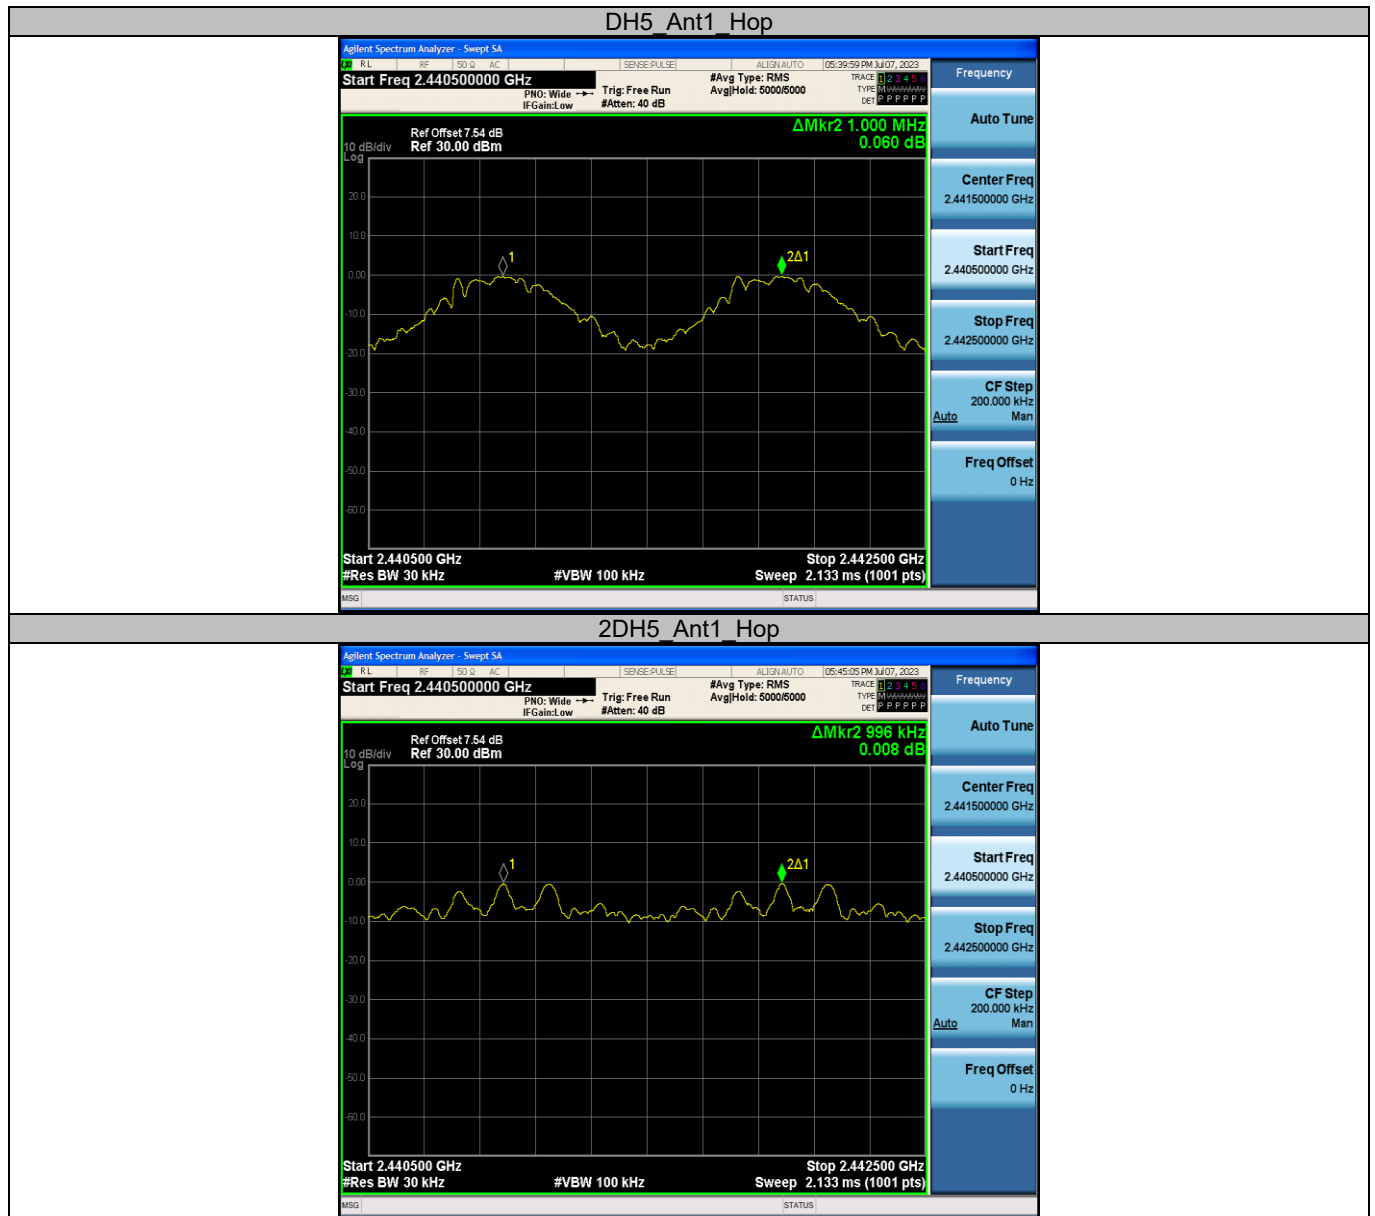 DH5_Ant1_Hop
Agilent Spectrum Analyzer - Swept SA
RL RF 50 Ω AC SENSE:PULSE ALIGN AUTO 05:39:59 PM Jul 07, 2023
Start Freq 2.440500000 GHz
#Avg Type: RMS
TRACE 1 2 3 4 5 6
PNO: Wide Trig: Free Run Avg|Hold: 5000/5000
TYPE M
IFGain:Low #Atten: 40 dB
DET P P P P P P
Frequency
Auto Tune
Center Freq
2.441500000 GHz
Start Freq
2.440500000 GHz
Stop Freq
2.442500000 GHz
CF Step
200.000 kHz
Auto Man
Freq Offset
0 Hz
ΔMkr2 1.000 MHz
0.060 dB
Ref Offset 7.54 dB
10 dB/div Ref 30.00 dBm
Log
20.0
10.0
0.00
-10.0
-20.0
-30.0
-40.0
-50.0
-60.0
1
2Δ1
Start 2.440500 GHz Stop 2.442500 GHz
#Res BW 30 kHz #VBW 100 kHz Sweep 2.133 ms (1001 pts)
MSG STATUS
2DH5_Ant1_Hop
Agilent Spectrum Analyzer - Swept SA
RL RF 50 Ω AC SENSE:PULSE ALIGN AUTO 05:45:05 PM Jul 07, 2023
Start Freq 2.440500000 GHz
#Avg Type: RMS
TRACE 1 2 3 4 5 6
PNO: Wide Trig: Free Run Avg|Hold: 5000/5000
TYPE M
IFGain:Low #Atten: 40 dB
DET P P P P P P
Frequency
Auto Tune
Center Freq
2.441500000 GHz
Start Freq
2.440500000 GHz
Stop Freq
2.442500000 GHz
CF Step
200.000 kHz
Auto Man
Freq Offset
0 Hz
ΔMkr2 996 kHz
0.008 dB
Ref Offset 7.54 dB
10 dB/div Ref 30.00 dBm
Log
20.0
10.0
0.00
-10.0
-20.0
-30.0
-40.0
-50.0
-60.0
1
2Δ1
Start 2.440500 GHz Stop 2.442500 GHz
#Res BW 30 kHz #VBW 100 kHz Sweep 2.133 ms (1001 pts)
MSG STATUS